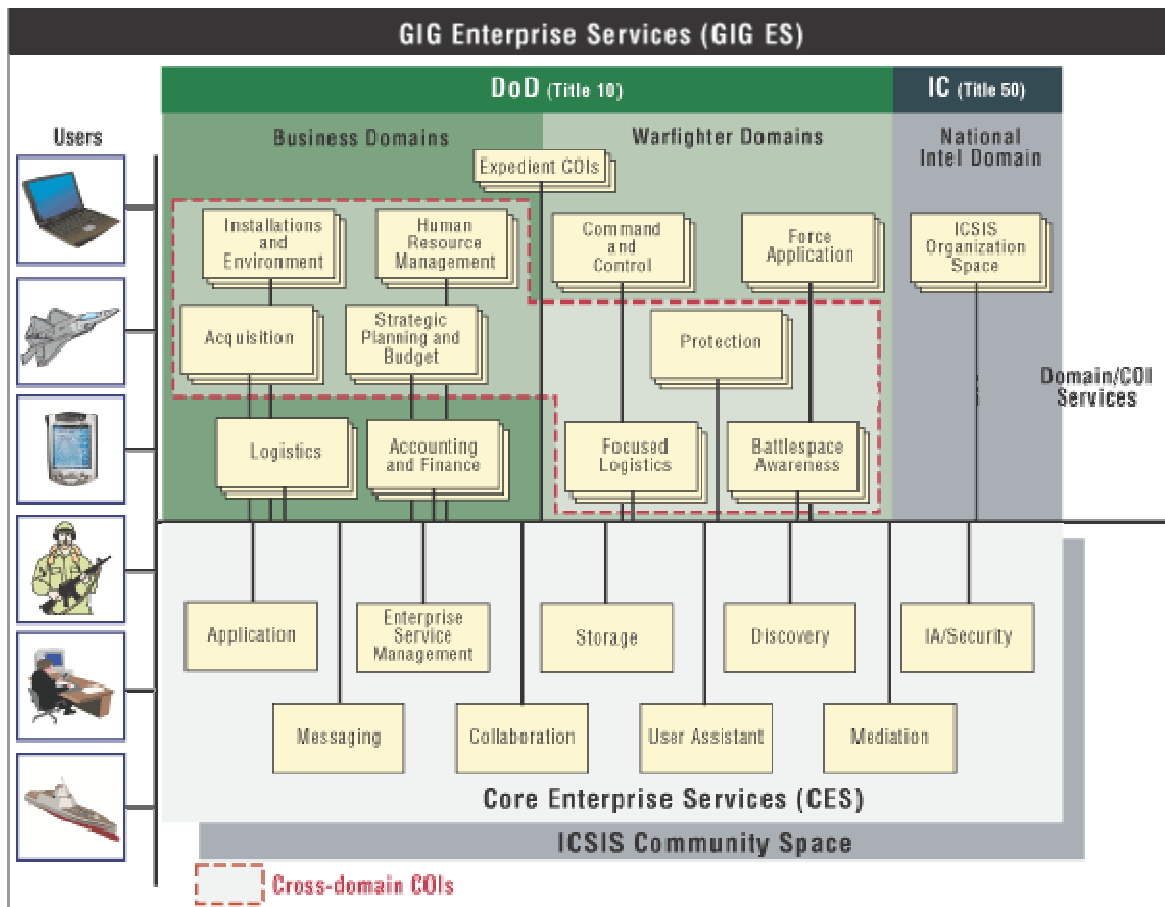 GIG Enterprise Services (GIG ES)
DoD (Title 10)
IC (Title 50)
Users
Business Domains
Warfighter Domains
National
Intel Domain
Expedient COIs
Installations
and
Environment
Human
Resource
Management
Command
and
Control
Force
Application
ICSIS
Organization
Space
Acquisition
Strategic
Planning and
Budget
Protection
Domain/COI
Services
Logistics
Accounting
and Finance
Focused
Logistics
Battlespace
Awareness
Application
Enterprise
Service
Management
Storage
Discovery
IA/Security
Messaging
Collaboration
User Assistant
Mediation
Core Enterprise Services (CES)
ICSIS Community Space
Cross-domain COIs